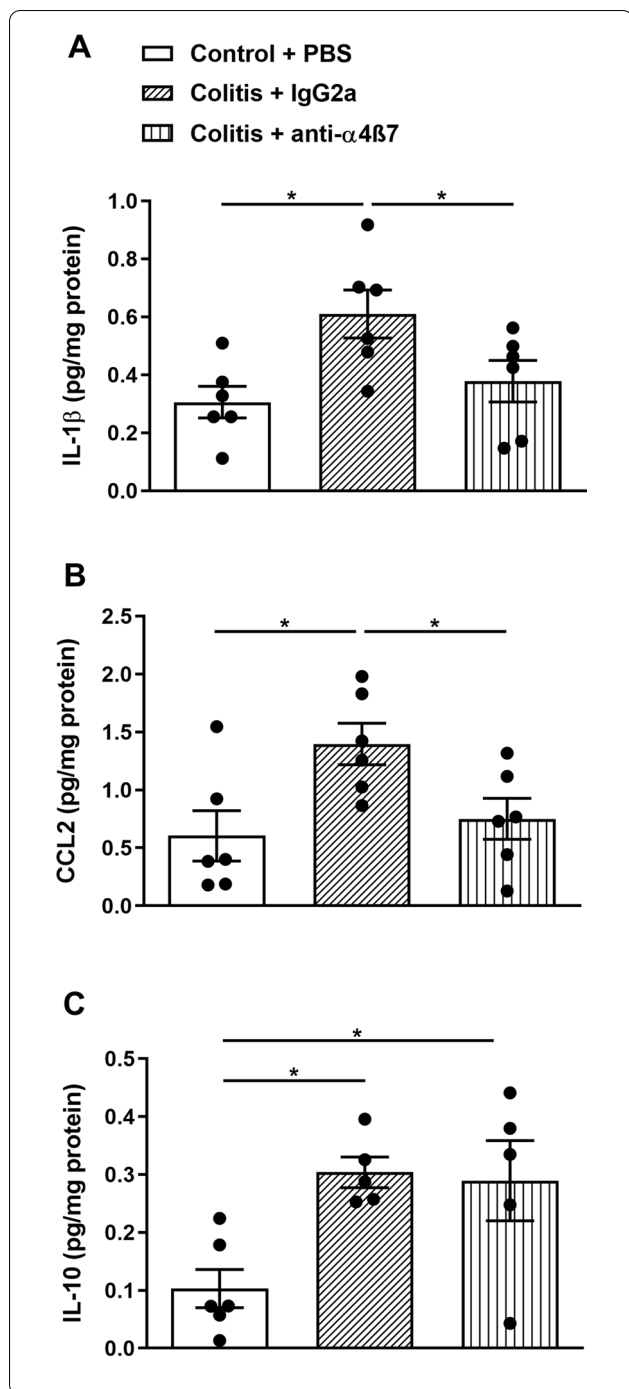 A
Control + PBS
Colitis + IgG2a
Colitis + anti-α4ß7
IL-1β (pg/mg protein)
1.0
0.8
0.6
0.4
0.2
0.0
*
*
B
CCL2 (pg/mg protein)
2.5
2.0
1.5
1.0
0.5
0.0
*
*
C
IL-10 (pg/mg protein)
0.5
0.4
0.3
0.2
0.1
0.0
*
*